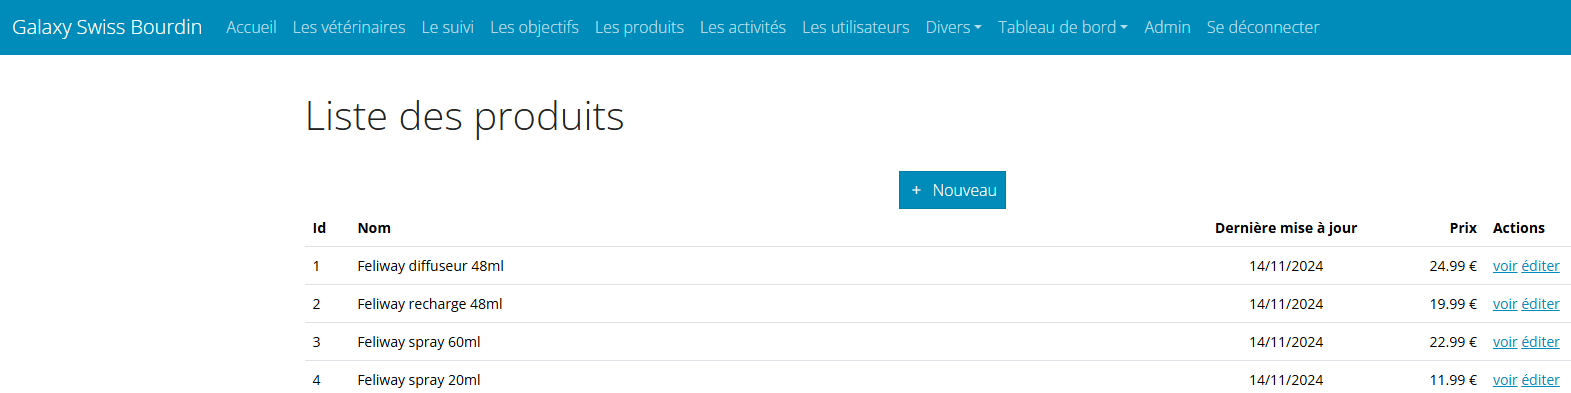 Galaxy Swiss Bourdin Accueil Les vétérinaires Le suivi Les objectifs Les produits Les activités Les utilisateurs Divers Tableau de bord Admin Se déconnecter
Liste des produits
+ Nouveau
Id Nom Dernière mise à jour Prix Actions
1 Feliway diffuseur 48ml 14/11/2024 24.99 € voir éditer
2 Feliway recharge 48ml 14/11/2024 19.99 € voir éditer
3 Feliway spray 60ml 14/11/2024 22.99 € voir éditer
4 Feliway spray 20ml 14/11/2024 11.99 € voir éditer